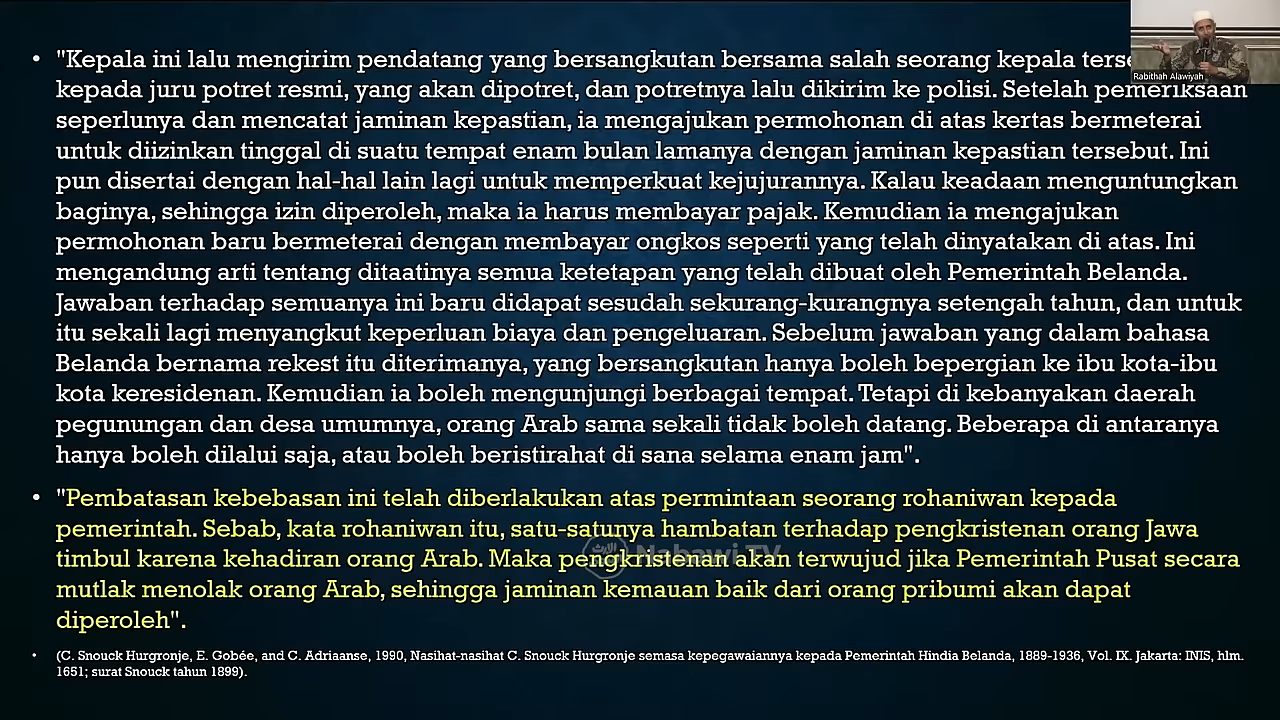 • "Kepala ini lalu mengirim pendatang yang bersangkutan bersama salah seorang kepala
kepada juru potret resmi, yang akan dipotret, dan potretnya lalu dikirim ke polisi. Setelah pemeriksaan
seperlunya dan mencatat jaminan kepastian, ia mengajukan permohonan di atas kertas bermeterai
untuk diizinkan tinggal di suatu tempat enam bulan lamanya dengan jaminan kepastian tersebut. Ini
pun disertai dengan hal-hal lain lagi untuk memperkuat kejujurannya. Kalau keadaan menguntungkan
baginya, sehingga izin diperoleh, maka ia harus membayar pajak. Kemudian ia mengajukan
permohonan baru bermeterai dengan membayar ongkos seperti yang telah dinyatakan di atas. Ini
mengandung arti tentang ditaatinya semua ketetapan yang telah dibuat oleh Pemerintah Belanda.
Jawaban terhadap semuanya ini baru didapat sesudah sekurang-kurangnya setengah tahun, dan untuk
itu sekali lagi menyangkut keperluan biaya dan pengeluaran. Sebelum jawaban yang dalam bahasa
Belanda bernama rekest itu diterimanya, yang bersangkutan hanya boleh bepergian ke ibu kota-ibu
kota keresidenan. Kemudian ia boleh mengunjungi berbagai tempat. Tetapi di kebanyakan daerah
pegunungan dan desa umumnya, orang Arab sama sekali tidak boleh datang. Beberapa di antaranya
hanya boleh dilalui saja, atau boleh beristirahat di sana selama enam jam".
• "Pembatasan kebebasan ini telah diberlakukan atas permintaan seorang rohaniwan kepada
pemerintah. Sebab, kata rohaniwan itu, satu-satunya hambatan terhadap pengkristenan orang Jawa
timbul karena kehadiran orang Arab. Maka pengkristenan akan terwujud jika Pemerintah Pusat secara
mutlak menolak orang Arab, sehingga jaminan kemauan baik dari orang pribumi akan dapat
diperoleh".
• (C. Snouck Hurgronje, E. Gobée, and C. Adriaanse, 1990, Nasihat-nasihat C. Snouck Hurgronje semasa kepegawaiannya kepada Pemerintah Hindia Belanda, 1889-1936, Vol. IX. Jakarta: INIS, hlm.
1651; surat Snouck tahun 1899).
Rabithah Alawiyah
Nabawi TV